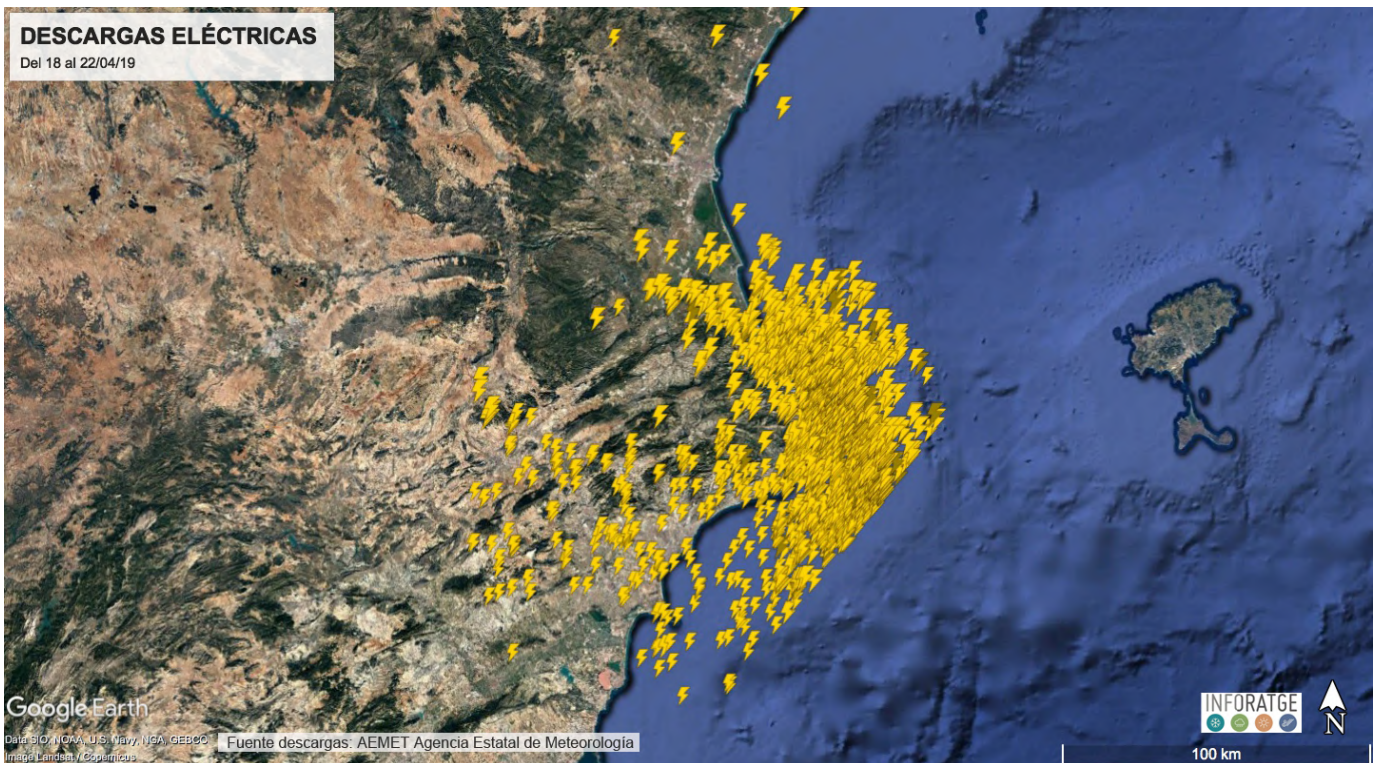 DESCARGAS ELÉCTRICAS
Del 18 al 22/04/19
Google Earth
Data SIO, NOAA, U.S. Navy, NGA, GEBCO
Image Landsat / Copernicus
Fuente descargas: AEMET Agencia Estatal de Meteorología
INFORATGE
N
100 km